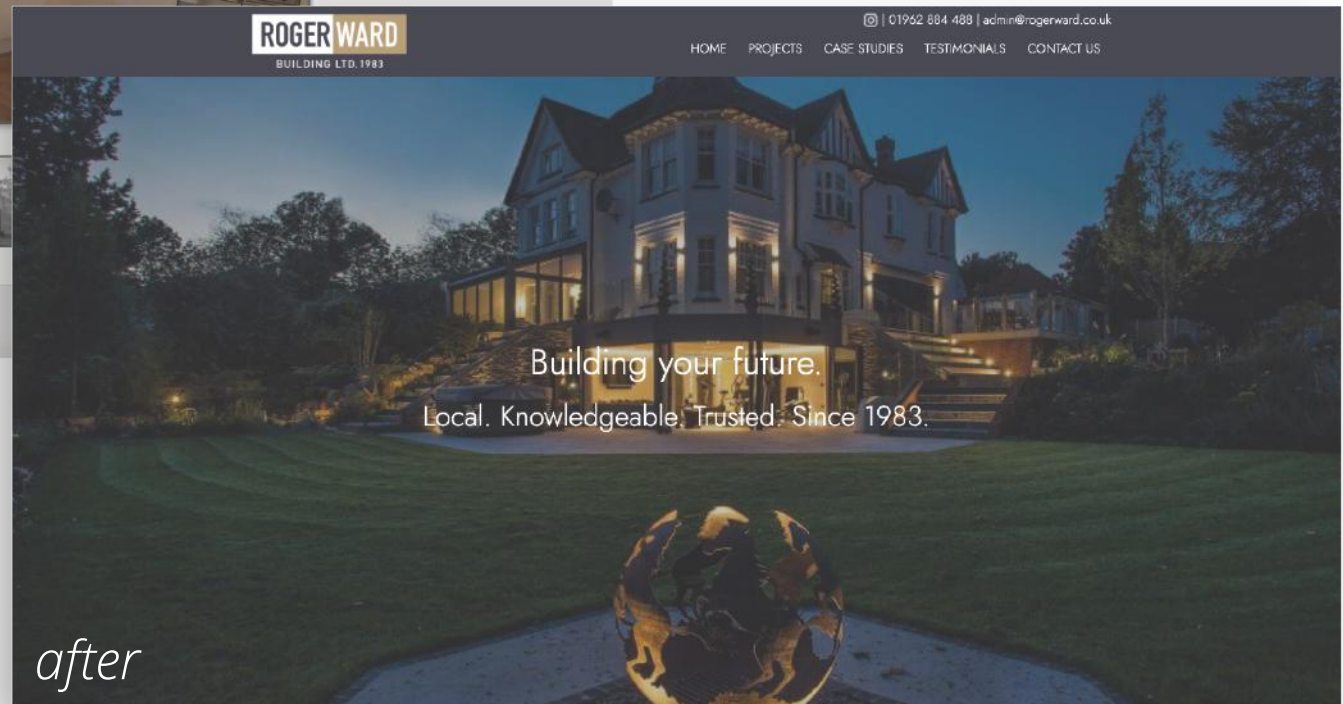 ROGER WARD
BUILDING LTD. 1983
| 01962 884 488 | admin@rogerward.co.uk
HOME PROJECTS CASE STUDIES TESTIMONIALS CONTACT US
Building your future.
Local. Knowledgeable. Trusted. Since 1983.
after